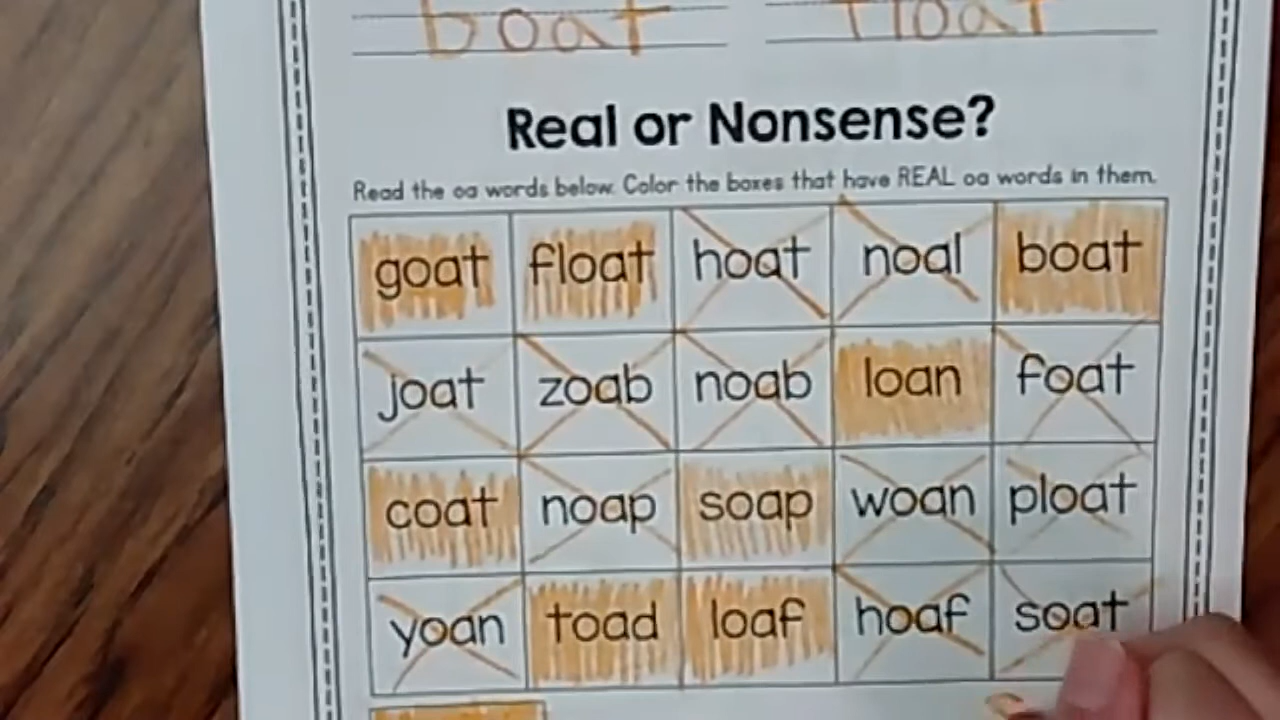 boat float
Real or Nonsense?
Read the oa words below. Color the boxes that have REAL oa words in them.
goat float hoat noal boat
joat zoab noab loan foat
coat noap soap woan ploat
yoan toad loaf hoaf soat